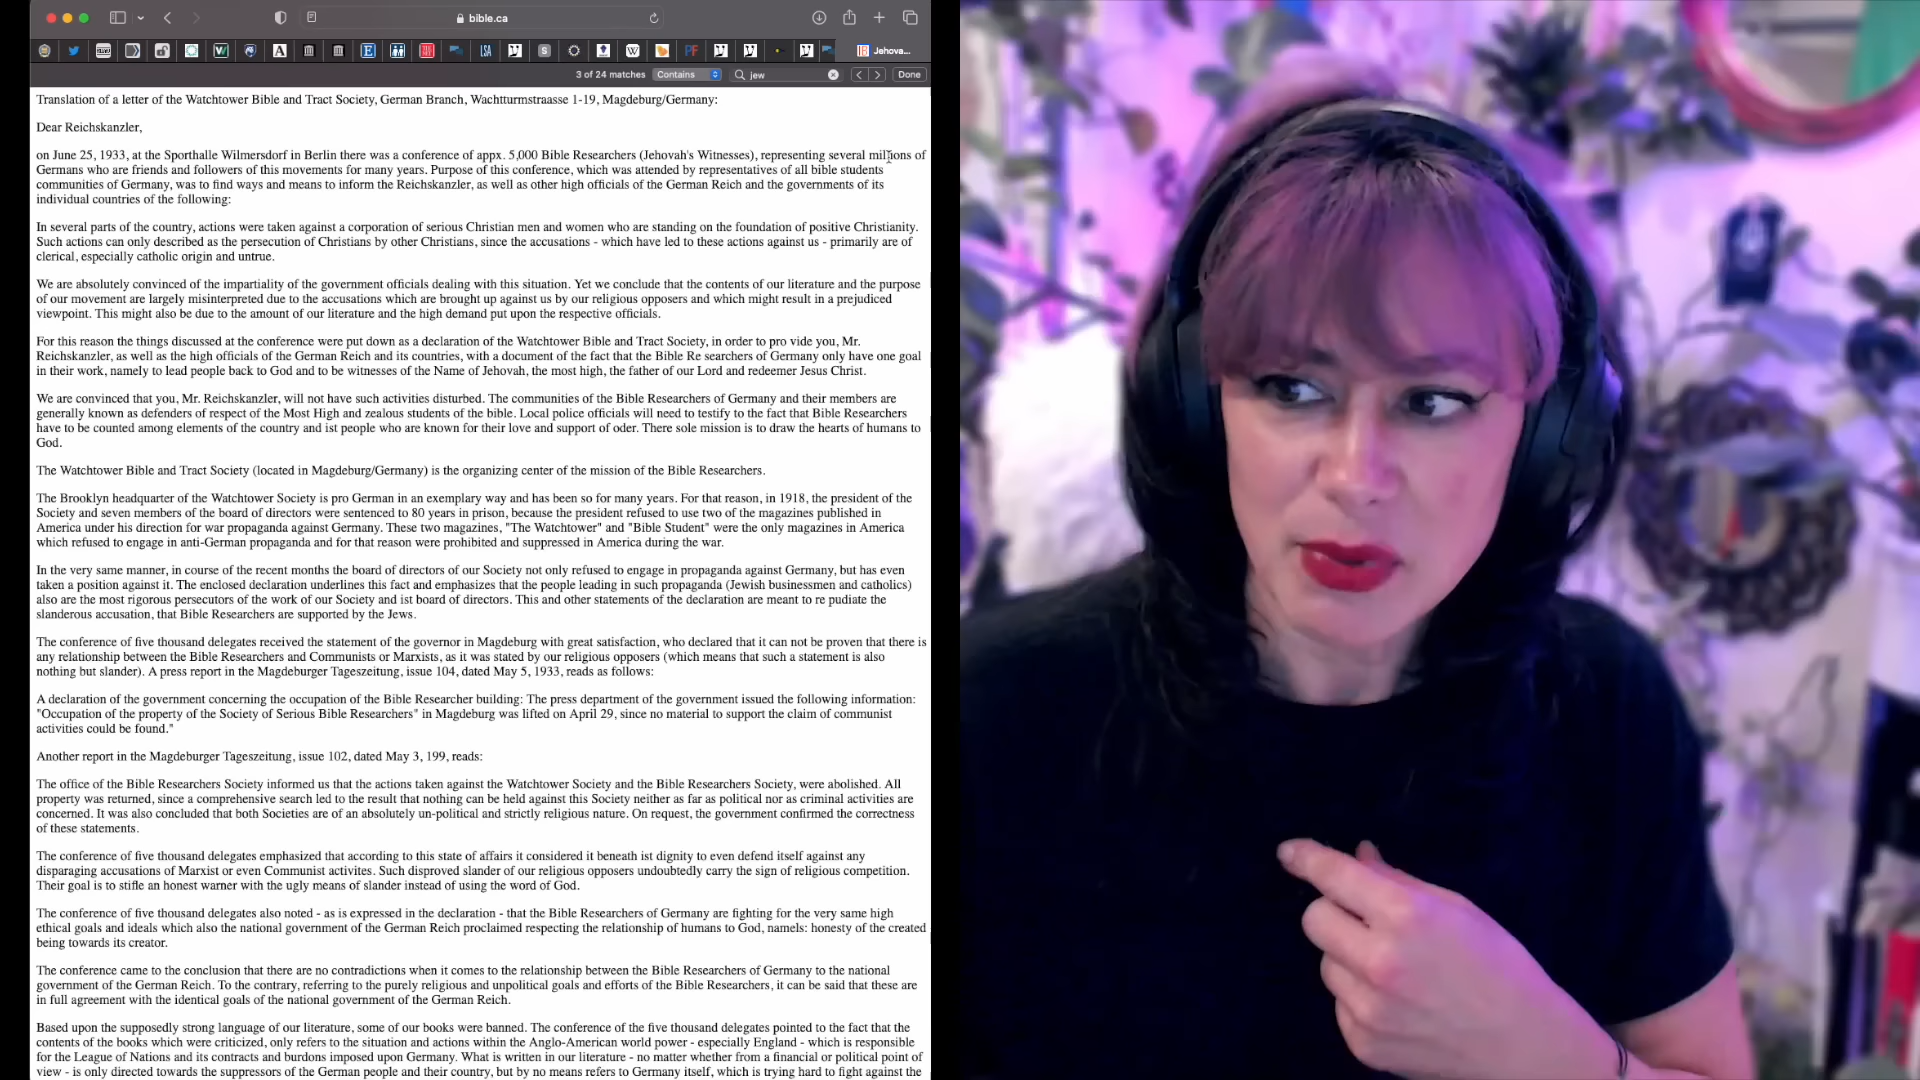 bible.ca
Jehova...
3 of 24 matches Contains jew Done
Translation of a letter of the Watchtower Bible and Tract Society, German Branch, Wachtturmstraasse 1-19, Magdeburg/Germany:
Dear Reichskanzler,
on June 25, 1933, at the Sporthalle Wilmersdorf in Berlin there was a conference of appx. 5,000 Bible Researchers (Jehovah's Witnesses), representing several millions of
Germans who are friends and followers of this movements for many years. Purpose of this conference, which was attended by representatives of all bible students
communities of Germany, was to find ways and means to inform the Reichskanzler, as well as other high officials of the German Reich and the governments of its
individual countries of the following:
In several parts of the country, actions were taken against a corporation of serious Christian men and women who are standing on the foundation of positive Christianity.
Such actions can only described as the persecution of Christians by other Christians, since the accusations - which have led to these actions against us - primarily are of
clerical, especially catholic origin and untrue.
We are absolutely convinced of the impartiality of the government officials dealing with this situation. Yet we conclude that the contents of our literature and the purpose
of our movement are largely misinterpreted due to the accusations which are brought up against us by our religious opposers and which might result in a prejudiced
viewpoint. This might also be due to the amount of our literature and the high demand put upon the respective officials.
For this reason the things discussed at the conference were put down as a declaration of the Watchtower Bible and Tract Society, in order to pro vide you, Mr.
Reichskanzler, as well as the high officials of the German Reich and its countries, with a document of the fact that the Bible Re searchers of Germany only have one goal
in their work, namely to lead people back to God and to be witnesses of the Name of Jehovah, the most high, the father of our Lord and redeemer Jesus Christ.
We are convinced that you, Mr. Reichskanzler, will not have such activities disturbed. The communities of the Bible Researchers of Germany and their members are
generally known as defenders of respect of the Most High and zealous students of the bible. Local police officials will need to testify to the fact that Bible Researchers
have to be counted among elements of the country and ist people who are known for their love and support of oder. There sole mission is to draw the hearts of humans to
God.
The Watchtower Bible and Tract Society (located in Magdeburg/Germany) is the organizing center of the mission of the Bible Researchers.
The Brooklyn headquarter of the Watchtower Society is pro German in an exemplary way and has been so for many years. For that reason, in 1918, the president of the
Society and seven members of the board of directors were sentenced to 80 years in prison, because the president refused to use two of the magazines published in
America under his direction for war propaganda against Germany. These two magazines, "The Watchtower" and "Bible Student" were the only magazines in America
which refused to engage in anti-German propaganda and for that reason were prohibited and suppressed in America during the war.
In the very same manner, in course of the recent months the board of directors of our Society not only refused to engage in propaganda against Germany, but has even
taken a position against it. The enclosed declaration underlines this fact and emphasizes that the people leading in such propaganda (Jewish businessmen and catholics)
also are the most rigorous persecutors of the work of our Society and ist board of directors. This and other statements of the declaration are meant to re pudiate the
slanderous accusation, that Bible Researchers are supported by the Jews.
The conference of five thousand delegates received the statement of the governor in Magdeburg with great satisfaction, who declared that it can not be proven that there is
any relationship between the Bible Researchers and Communists or Marxists, as it was stated by our religious opposers (which means that such a statement is also
nothing but slander). A press report in the Magdeburger Tageszeitung, issue 104, dated May 5, 1933, reads as follows:
A declaration of the government concerning the occupation of the Bible Researcher building: The press department of the government issued the following information:
"Occupation of the property of the Society of Serious Bible Researchers" in Magdeburg was lifted on April 29, since no material to support the claim of communist
activities could be found."
Another report in the Magdeburger Tageszeitung, issue 102, dated May 3, 199, reads:
The office of the Bible Researchers Society informed us that the actions taken against the Watchtower Society and the Bible Researchers Society, were abolished. All
property was returned, since a comprehensive search led to the result that nothing can be held against this Society neither as far as political nor as criminal activities are
concerned. It was also concluded that both Societies are of an absolutely un-political and strictly religious nature. On request, the government confirmed the correctness
of these statements.
The conference of five thousand delegates emphasized that according to this state of affairs it considered it beneath ist dignity to even defend itself against any
disparaging accusations of Marxist or even Communist activites. Such disproved slander of our religious opposers undoubtedly carry the sign of religious competition.
Their goal is to stifle an honest warner with the ugly means of slander instead of using the word of God.
The conference of five thousand delegates also noted - as is expressed in the declaration - that the Bible Researchers of Germany are fighting for the very same high
ethical goals and ideals which also the national government of the German Reich proclaimed respecting the relationship of humans to God, namels: honesty of the created
being towards its creator.
The conference came to the conclusion that there are no contradictions when it comes to the relationship between the Bible Researchers of Germany to the national
government of the German Reich. To the contrary, referring to the purely religious and unpolitical goals and efforts of the Bible Researchers, it can be said that these are
in full agreement with the identical goals of the national government of the German Reich.
Based upon the supposedly strong language of our literature, some of our books were banned. The conference of the five thousand delegates pointed to the fact that the
contents of the books which were criticized, only refers to the situation and actions within the Anglo-American world power - especially England - which is responsible
for the League of Nations and its contracts and burdons imposed upon Germany. What is written in our literature - no matter whether from a financial or political point of
view - is only directed towards the suppressors of the German people and their country, but by no means refers to Germany itself, which is trying hard to fight against the